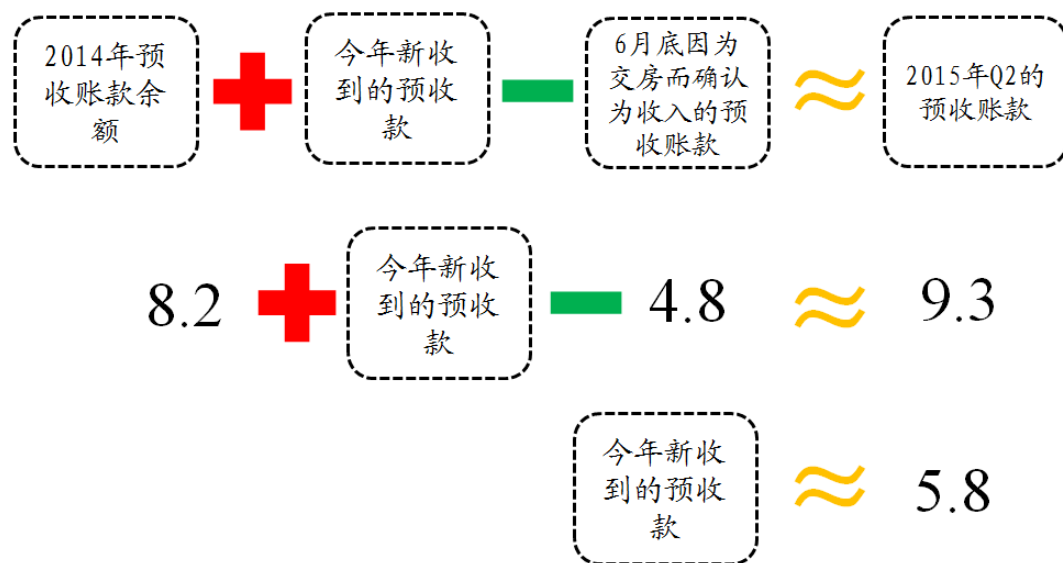 2014年预
收账款余
额
今年新收
到的预收
款
6月底因为
交房而确认
为收入的预
收账款
2015年Q2的
预收账款
8.2
今年新收
到的预收
款
4.8
9.3
今年新收
到的预收
款
5.8